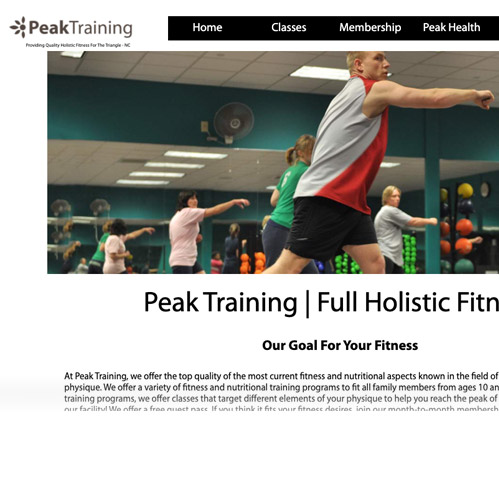 PeakTraining
Providing Quality Holistic Fitness For The Triangle - NC
Home Classes Membership Peak Health
Peak Training | Full Holistic Fitn
Our Goal For Your Fitness
At Peak Training, we offer the top quality of the most current fitness and nutritional aspects known in the field of
physique. We offer a variety of fitness and nutritional training programs to fit all family members from ages 10 an
training programs, we offer classes that target different elements of your physique to help you reach the peak of
our facility! We offer a free guest pass. If you think it fits your fitness desires, join our month-to-month membersh